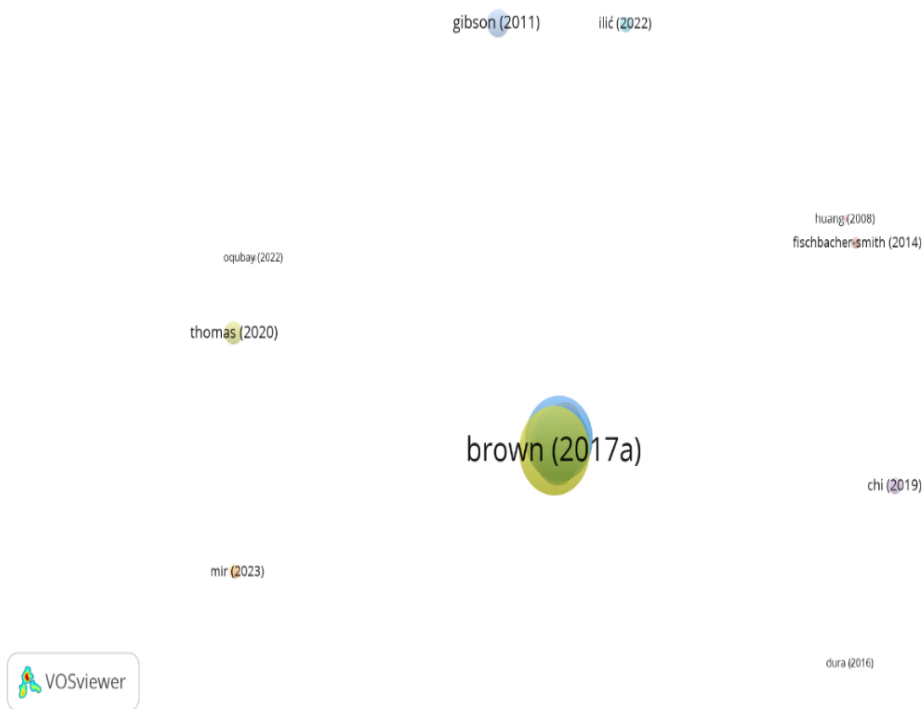 gibson (2011)
ilić (2022)
huang (2008)
fischbacher-smith (2014)
oqubay (2022)
thomas (2020)
brown (2017a)
chi (2019)
mir (2023)
dura (2016)
VOSviewer